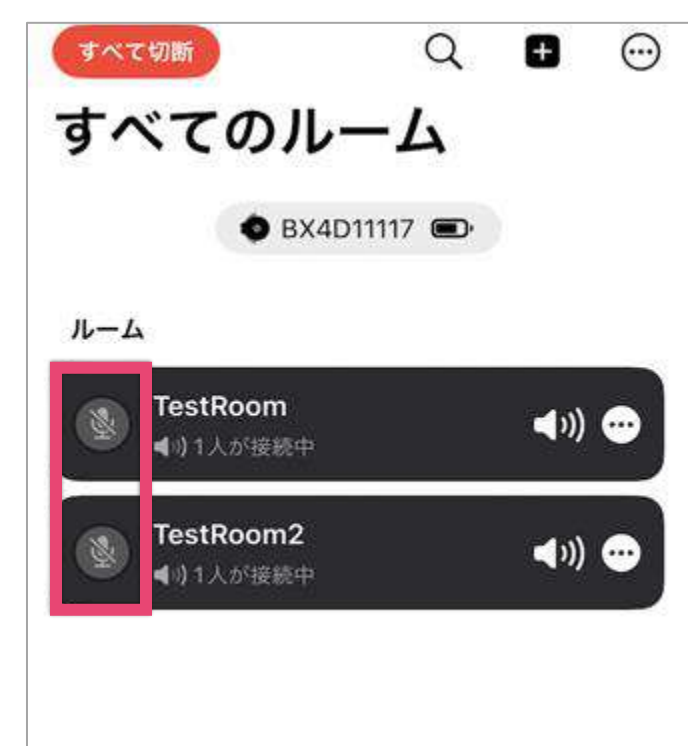 すべて切断
すべてのルーム
BX4D11117
ルーム
TestRoom
1人が接続中
TestRoom2
1人が接続中